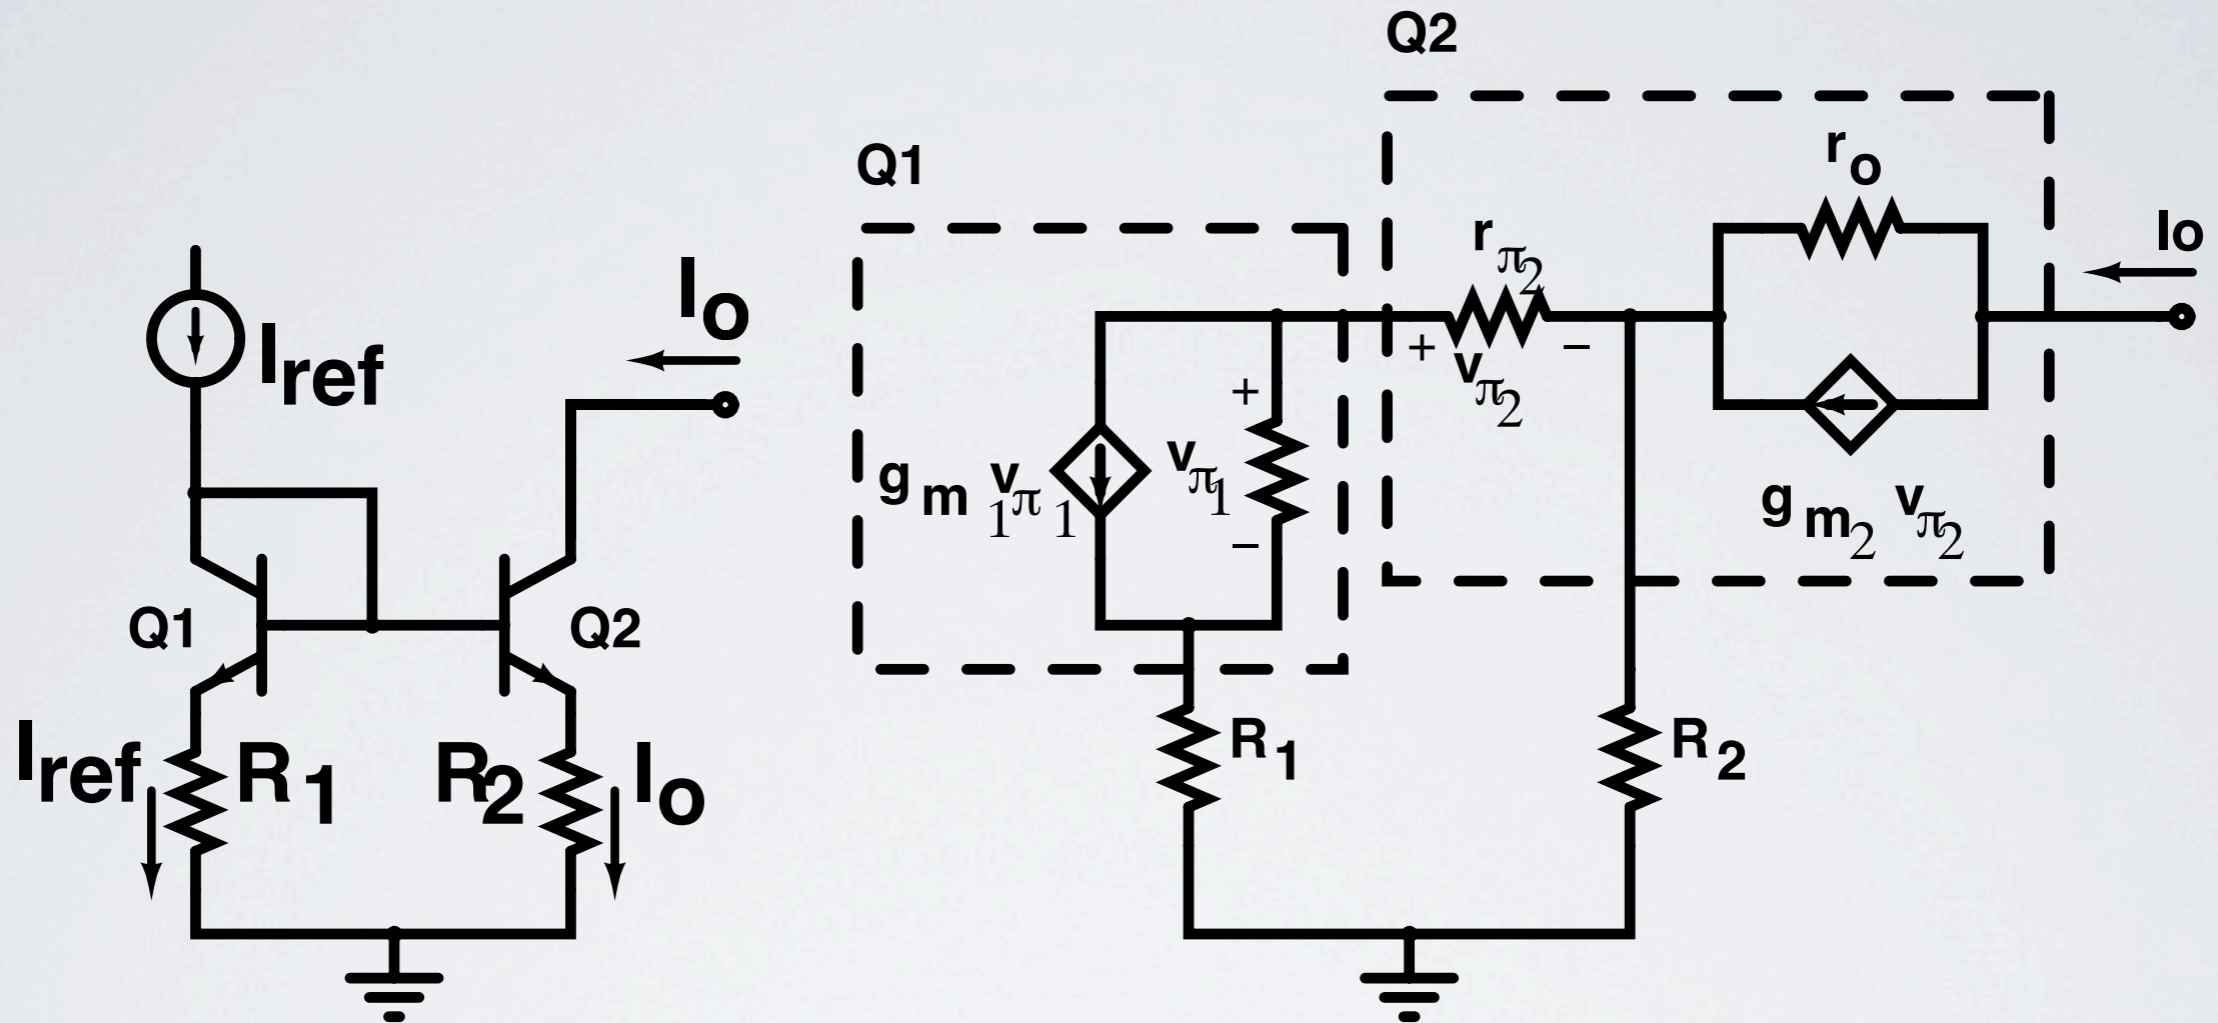 Iref
Io
Q1
Q2
Iref
R1
R2
Io
Q1
gm1 vπ1
vπ1
+
−
R1
Q2
rπ2
+
vπ2
−
ro
gm2 vπ2
Io
R2